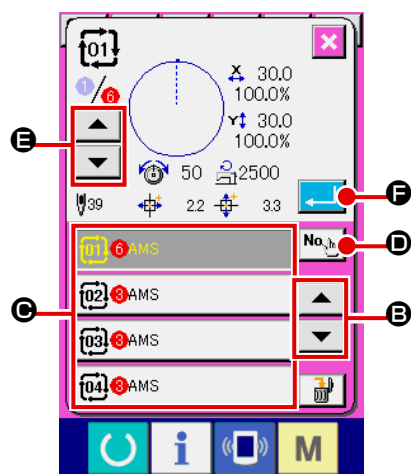 01
X 30.0
100.0%
1/6
Y 30.0
100.0%
E
50 2500
39 2.2 3.3
F
01 6 AMS
No.
D
02 3 AMS
C
B
03 3 AMS
04 3 AMS
i M